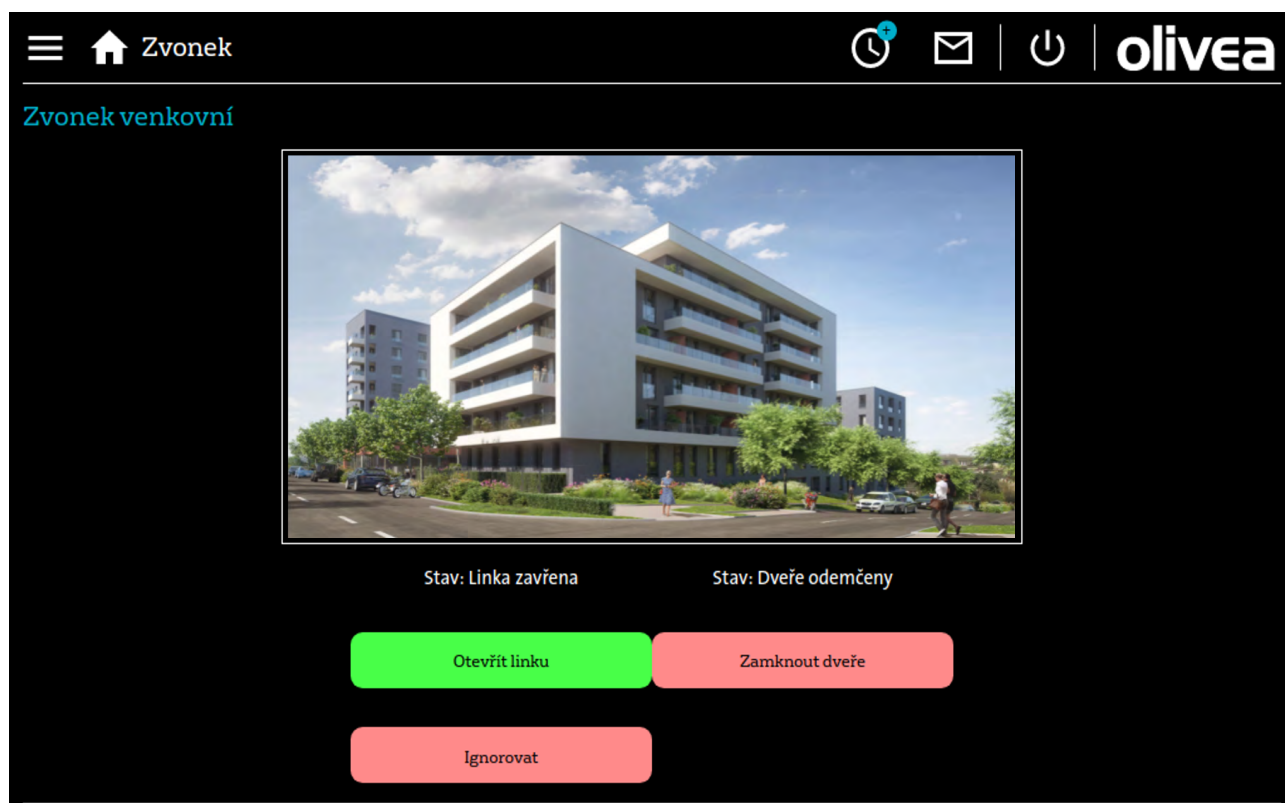 Zvonek
+
olivea
Zvonek venkovní
Stav: Linka zavřena
Stav: Dveře odemčeny
Otevřít linku
Zamknout dveře
Ignorovat